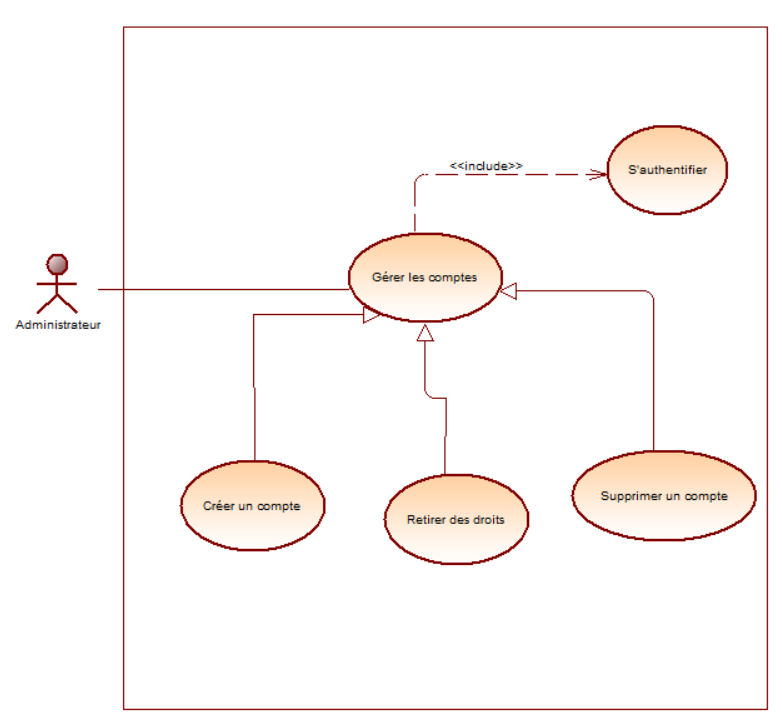 <<include>>
S'authentifier
Gérer les comptes
Administrateur
Créer un compte
Retirer des droits
Supprimer un compte